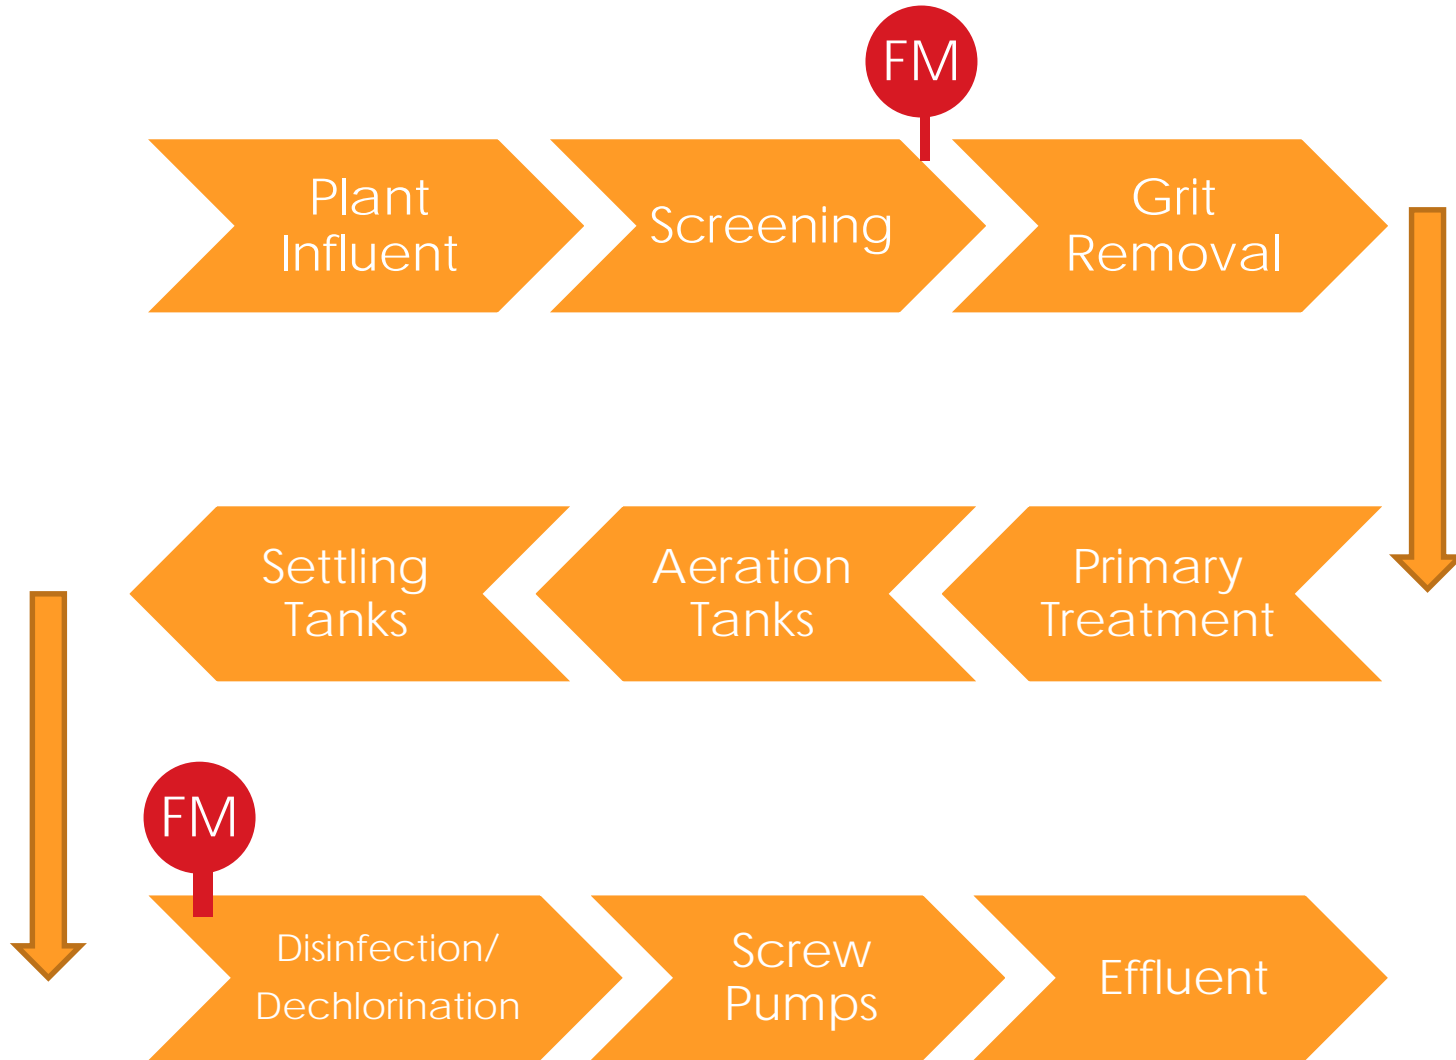 FM
Plant
Influent
Screening
Grit
Removal
Settling
Tanks
Aeration
Tanks
Primary
Treatment
FM
Disinfection/
Dechlorination
Screw
Pumps
Effluent